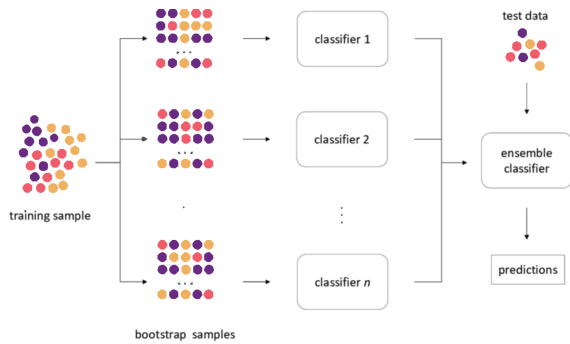 test data
classifier 1
classifier 2
ensemble
classifier
training sample
predictions
classifier n
bootstrap samples